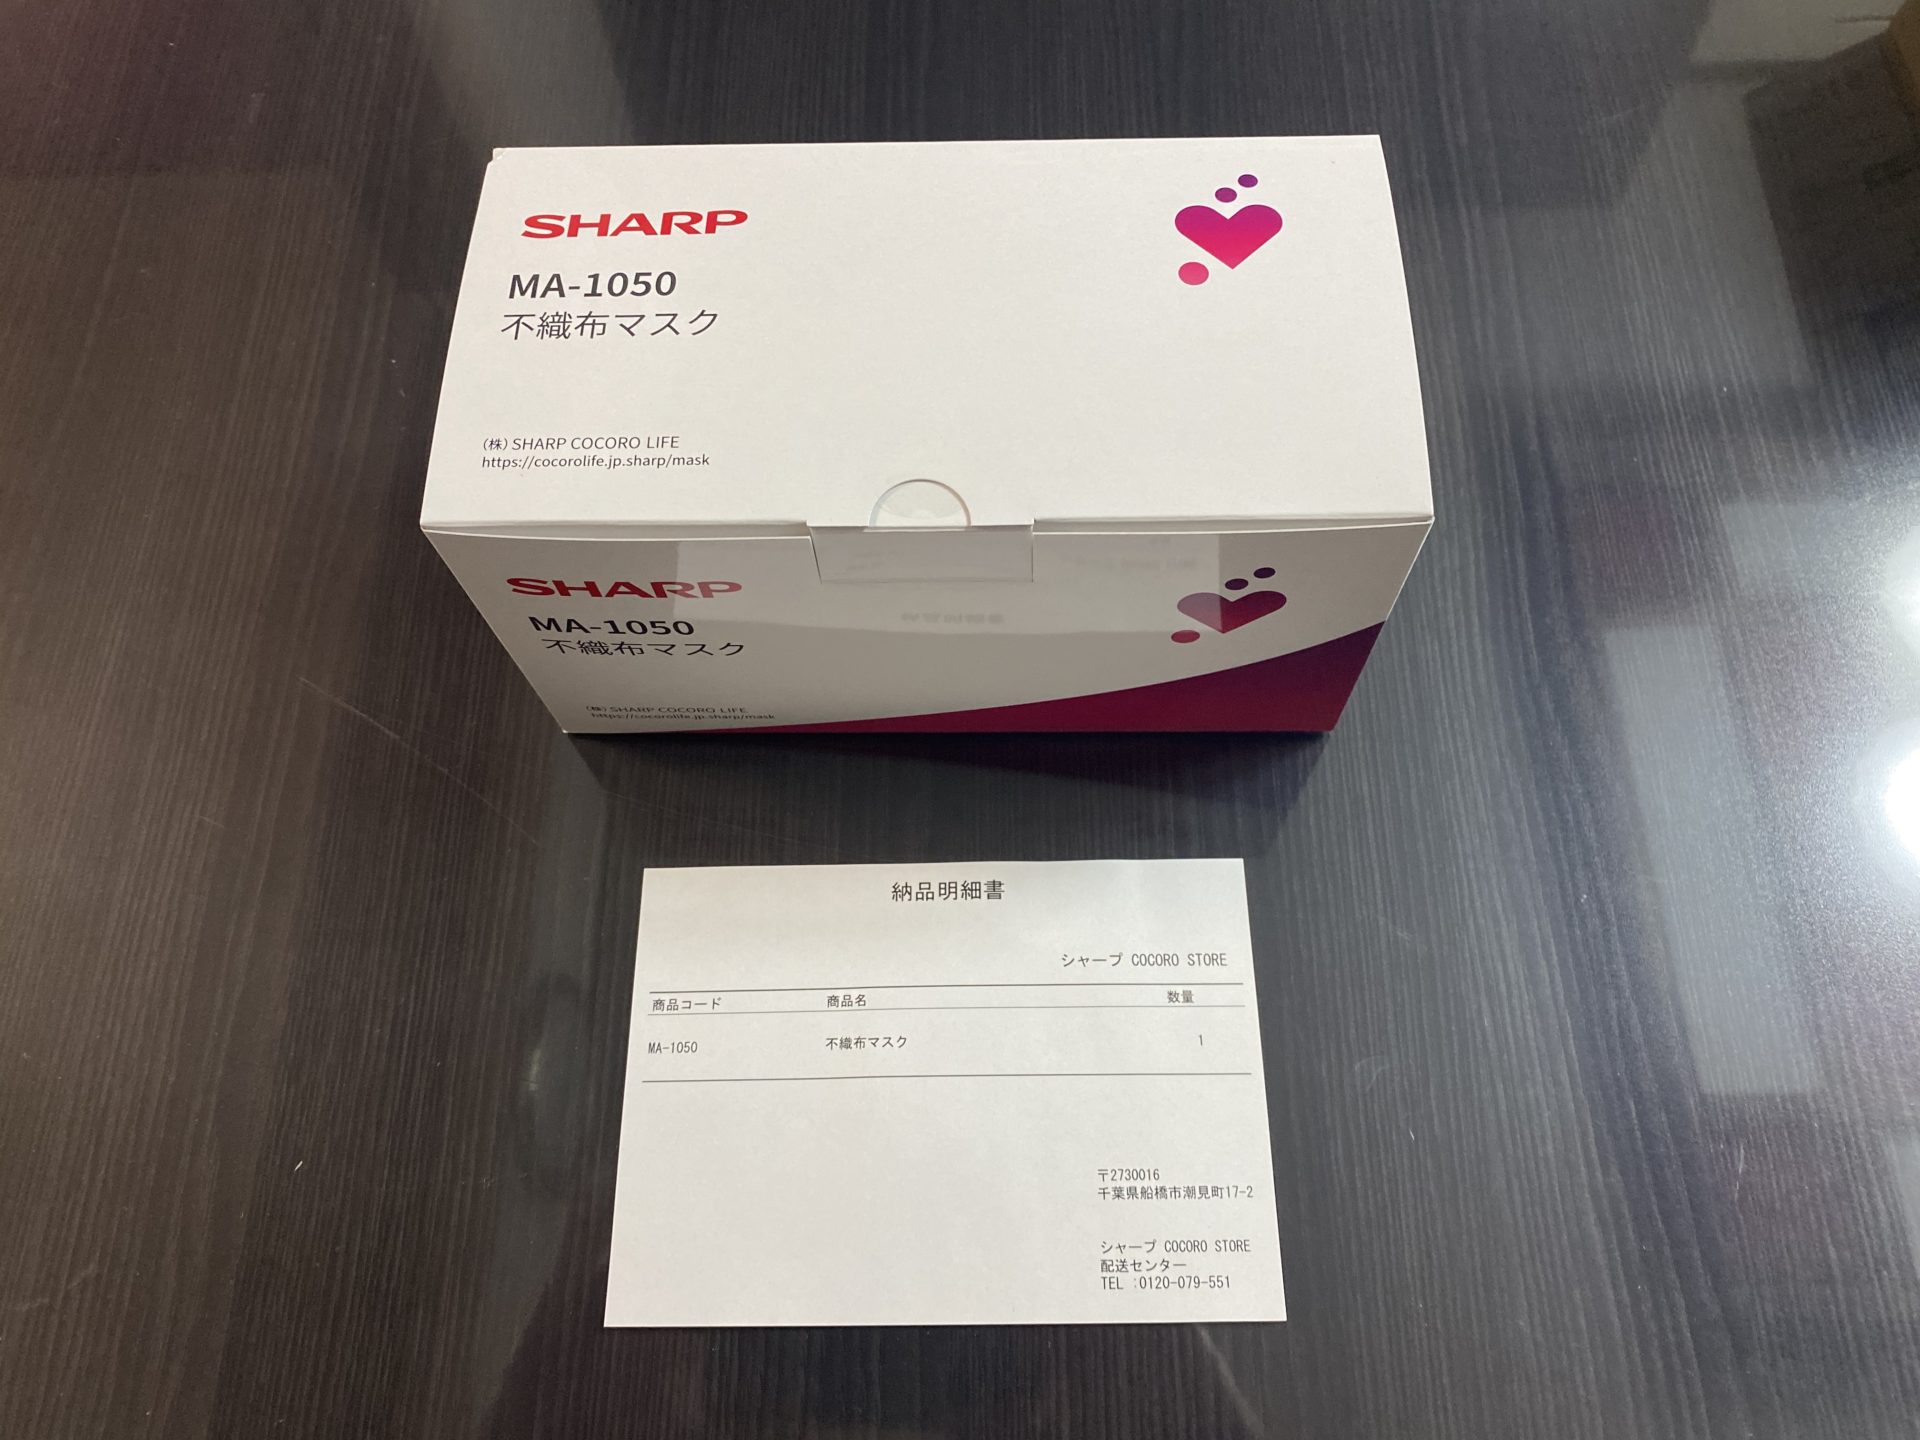 SHARP
MA-1050
不織布マスク
(株)SHARP COCORO LIFE
https://cocorolife.jp.sharp/mask
SHARP
MA-1050
不織布マスク
(株)SHARP COCORO LIFE
https://cocorolife.jp.sharp/mask
納品明細書
シャープ COCORO STORE
商品コード 商品名 数量
MA-1050 不織布マスク 1
〒2730016
千葉県船橋市潮見町17-2
シャープ COCORO STORE
配送センター
TEL :0120-079-551